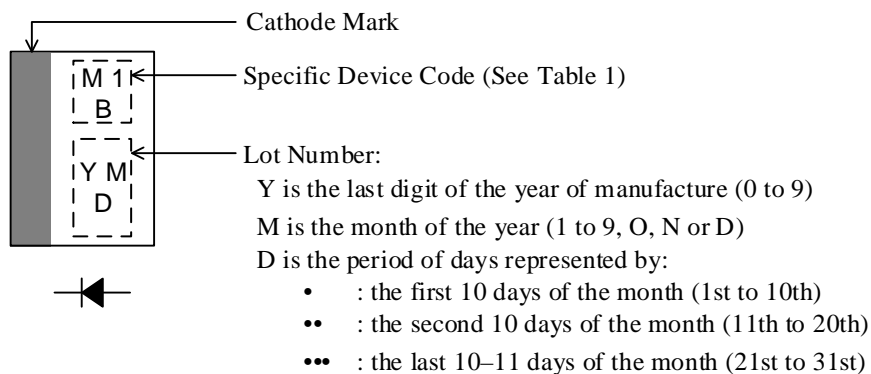 Cathode Mark
M 1
B
Specific Device Code (See Table 1)
Y M
D
Lot Number:
Y is the last digit of the year of manufacture (0 to 9)
M is the month of the year (1 to 9, O, N or D)
D is the period of days represented by:
• : the first 10 days of the month (1st to 10th)
•• : the second 10 days of the month (11th to 20th)
••• : the last 10–11 days of the month (21st to 31st)